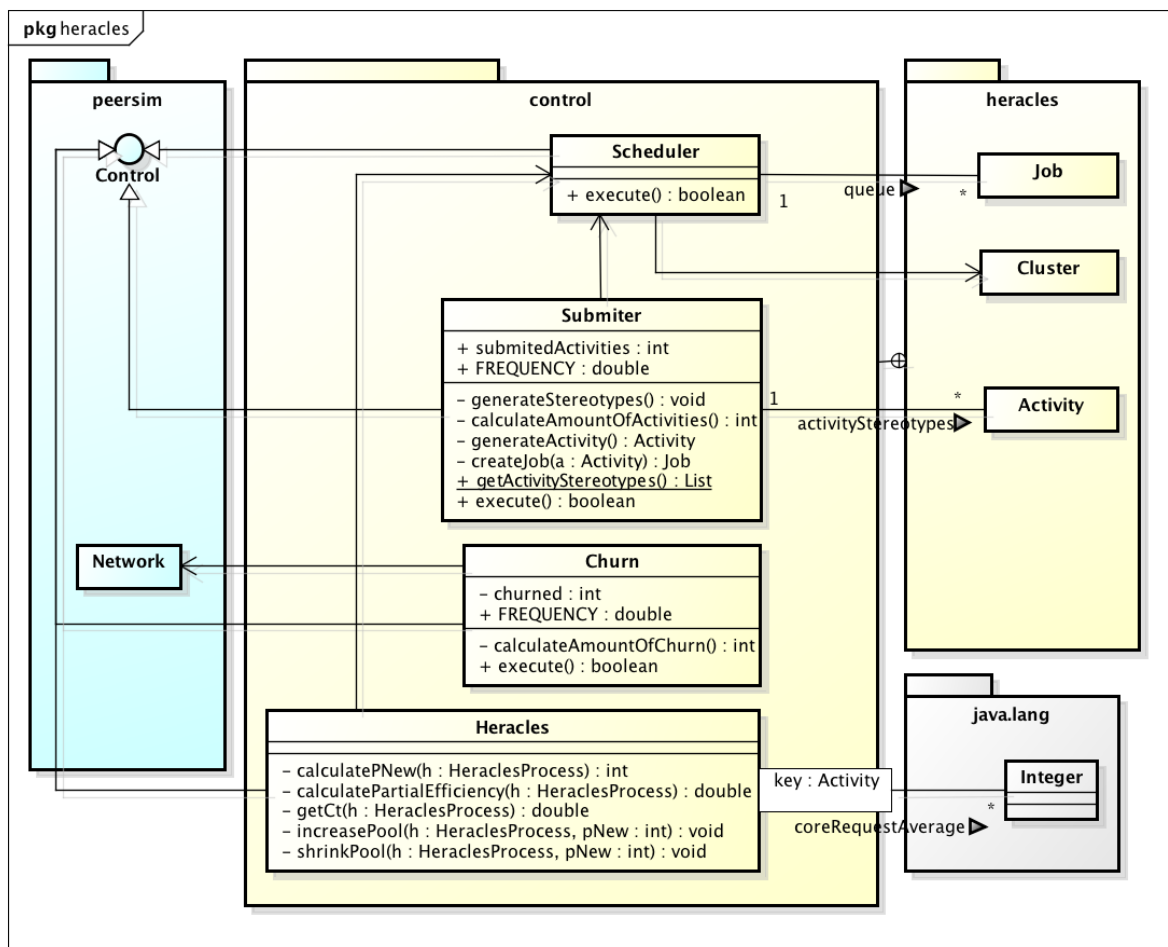 pkg heracles
peersim
Control
Network
control
Scheduler
+ execute() : boolean
Submiter
+ submitedActivities : int
+ FREQUENCY : double
– generateStereotypes() : void
– calculateAmountOfActivities() : int
– generateActivity() : Activity
– createJob(a : Activity) : Job
+ getActivityStereotypes() : List
+ execute() : boolean
Churn
– churned : int
+ FREQUENCY : double
– calculateAmountOfChurn() : int
+ execute() : boolean
Heracles
– calculatePNew(h : HeraclesProcess) : int
– calculatePartialEfficiency(h : HeraclesProcess) : double
– getCt(h : HeraclesProcess) : double
– increasePool(h : HeraclesProcess, pNew : int) : void
– shrinkPool(h : HeraclesProcess, pNew : int) : void
key : Activity
heracles
Job
queue
1
*
Cluster
Activity
1
*
activityStereotypes
java.lang
Integer
*
coreRequestAverage